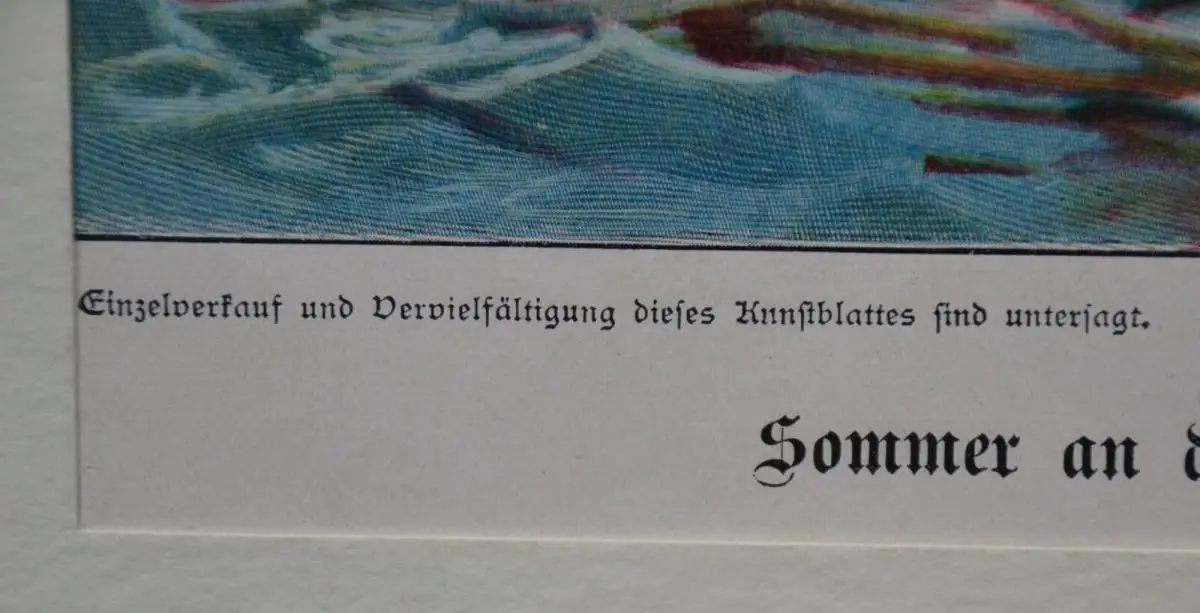 Einzelverkauf und Vervielfältigung dieſes Kunſtblattes ſind unterſagt.
Sommer an d